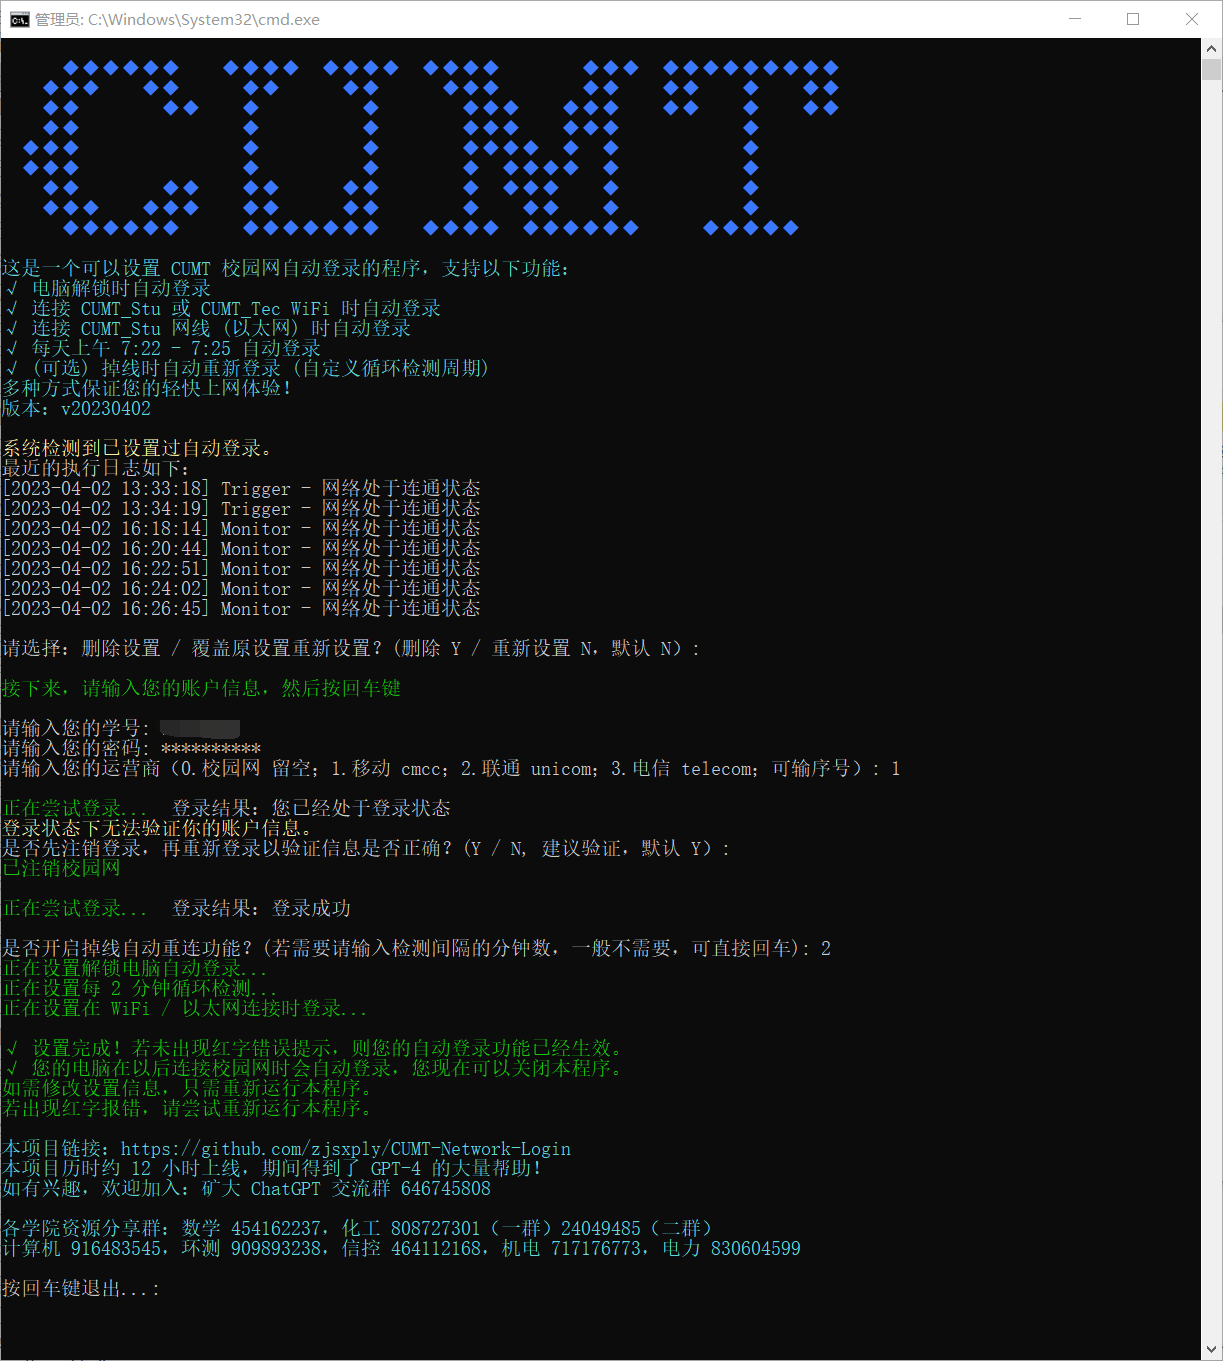 管理员: C:\Windows\System32\cmd.exe
CUMT
这是一个可以设置 CUMT 校园网自动登录的程序，支持以下功能：
√ 电脑解锁时自动登录
√ 连接 CUMT_Stu 或 CUMT_Tec WiFi 时自动登录
√ 连接 CUMT_Stu 网线（以太网）时自动登录
√ 每天上午 7:22 - 7:25 自动登录
√（可选）掉线时自动重新登录（自定义循环检测周期）
多种方式保证您的轻快上网体验！
版本：v20230402
系统检测到已设置过自动登录。
最近的执行日志如下：
[2023-04-02 13:33:18] Trigger - 网络处于连通状态
[2023-04-02 13:34:19] Trigger - 网络处于连通状态
[2023-04-02 16:18:14] Monitor - 网络处于连通状态
[2023-04-02 16:20:44] Monitor - 网络处于连通状态
[2023-04-02 16:22:51] Monitor - 网络处于连通状态
[2023-04-02 16:24:02] Monitor - 网络处于连通状态
[2023-04-02 16:26:45] Monitor - 网络处于连通状态
请选择：删除设置 / 覆盖原设置重新设置？(删除 Y / 重新设置 N，默认 N）:
接下来，请输入您的账户信息，然后按回车键
请输入您的学号:
请输入您的密码: **********
请输入您的运营商（0.校园网 留空；1.移动 cmcc；2.联通 unicom；3.电信 telecom；可输序号）: 1
正在尝试登录... 登录结果：您已经处于登录状态
登录状态下无法验证你的账户信息。
是否先注销登录，再重新登录以验证信息是否正确？(Y / N, 建议验证，默认 Y）:
已注销校园网
正在尝试登录... 登录结果：登录成功
是否开启掉线自动重连功能？(若需要请输入检测间隔的分钟数，一般不需要，可直接回车): 2
正在设置解锁电脑自动登录...
正在设置每 2 分钟循环检测...
正在设置在 WiFi / 以太网连接时登录...
√ 设置完成！若未出现红字错误提示，则您的自动登录功能已经生效。
√ 您的电脑在以后连接校园网时会自动登录，您现在可以关闭本程序。
如需修改设置信息，只需重新运行本程序。
若出现红字报错，请尝试重新运行本程序。
本项目链接：https://github.com/zjsxply/CUMT-Network-Login
本项目历时约 12 小时上线，期间得到了 GPT-4 的大量帮助！
如有兴趣，欢迎加入：矿大 ChatGPT 交流群 646745808
各学院资源分享群：数学 454162237，化工 808727301（一群）24049485（二群）
计算机 916483545，环测 909893238，信控 464112168，机电 717176773，电力 830604599
按回车键退出...: